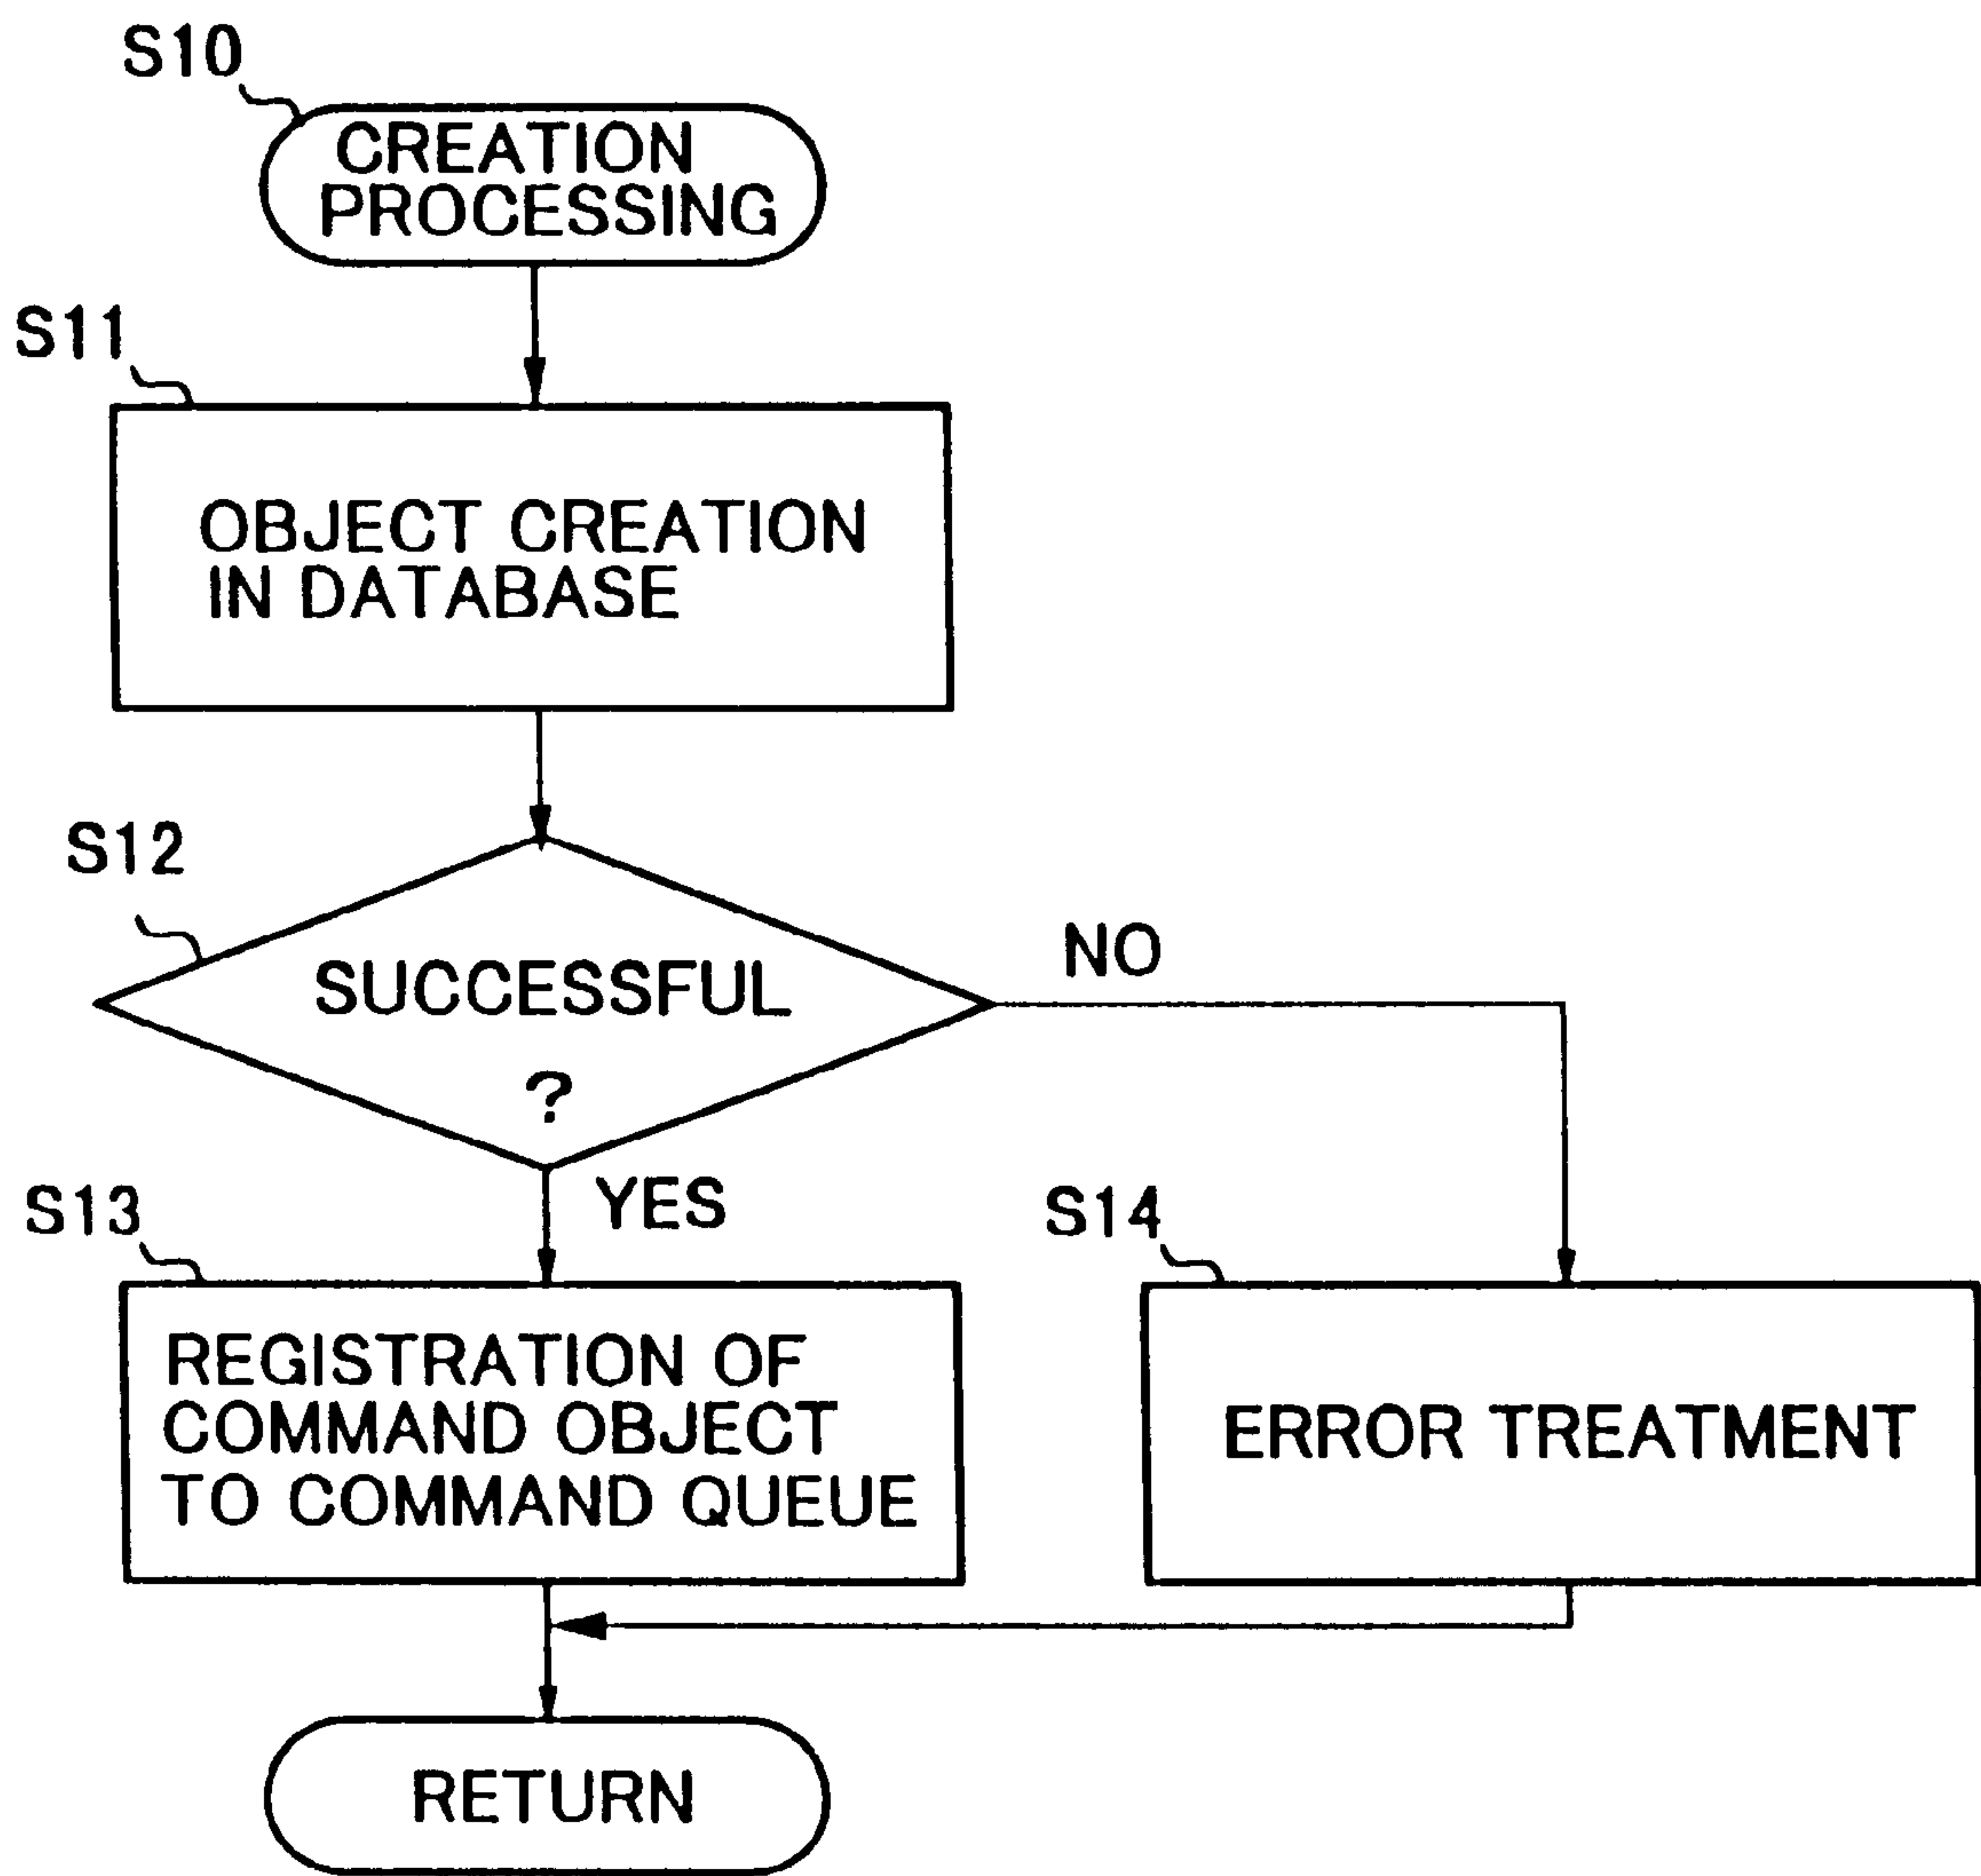 S10
CREATION
PROCESSING
S11
OBJECT CREATION
IN DATABASE
S12
SUCCESSFUL
?
NO
YES
S13
REGISTRATION OF
COMMAND OBJECT
TO COMMAND QUEUE
S14
ERROR TREATMENT
RETURN